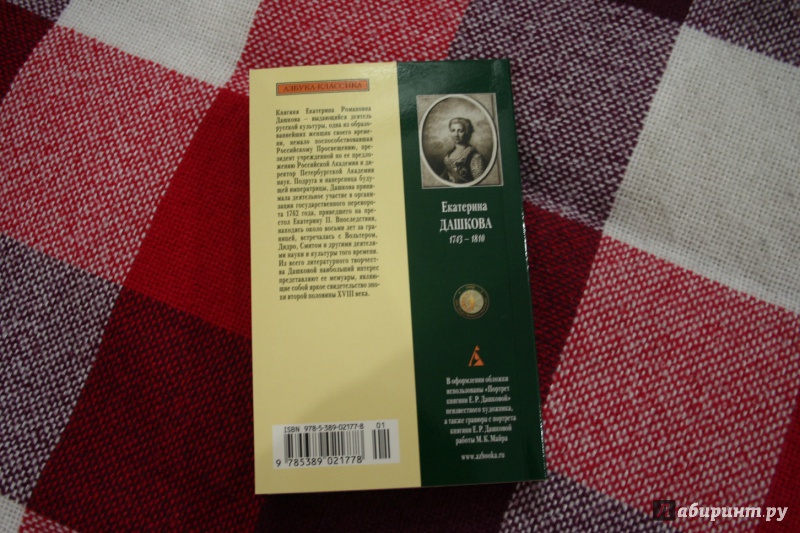 АЗБУКА-КЛАССИКА
Княгиня Екатерина Романовна
Дашкова – выдающийся деятель
русской культуры, одна из образо-
ваннейших женщин своего време-
ни, немало поспособствовавшая
Российскому Просвещению, пре-
зидент учрежденной по ее предло-
жению Российской Академии и ди-
ректор Петербургской Академии
наук. Подруга и наперсница буду-
щей императрицы, Дашкова прини-
мала деятельное участие в органи-
зации государственного переворо-
та 1762 года, приведшего на пре-
стол Екатерину II. Впоследствии,
находясь около восьми лет за гра-
ницей, встречалась с Вольтером,
Дидро, Смитом и другими деятеля-
ми науки и культуры того времени.
Из всего литературного творчест-
ва Дашковой наибольший интерес
представляют ее мемуары, являю-
щие собой яркое свидетельство эпо-
хи второй половины XVIII века.
ISBN 978-5-389-02177-8
01
9 785389 021778
Екатерина
ДАШКОВА
1743 – 1810
В оформлении обложки
использованы «Портрет
княгини Е. Р. Дашковой»
неизвестного художника,
а также гравюра с портрета
княгини Е. Р. Дашковой
работы М. К. Майра
www.azbooka.ru
Лабиринт.ру